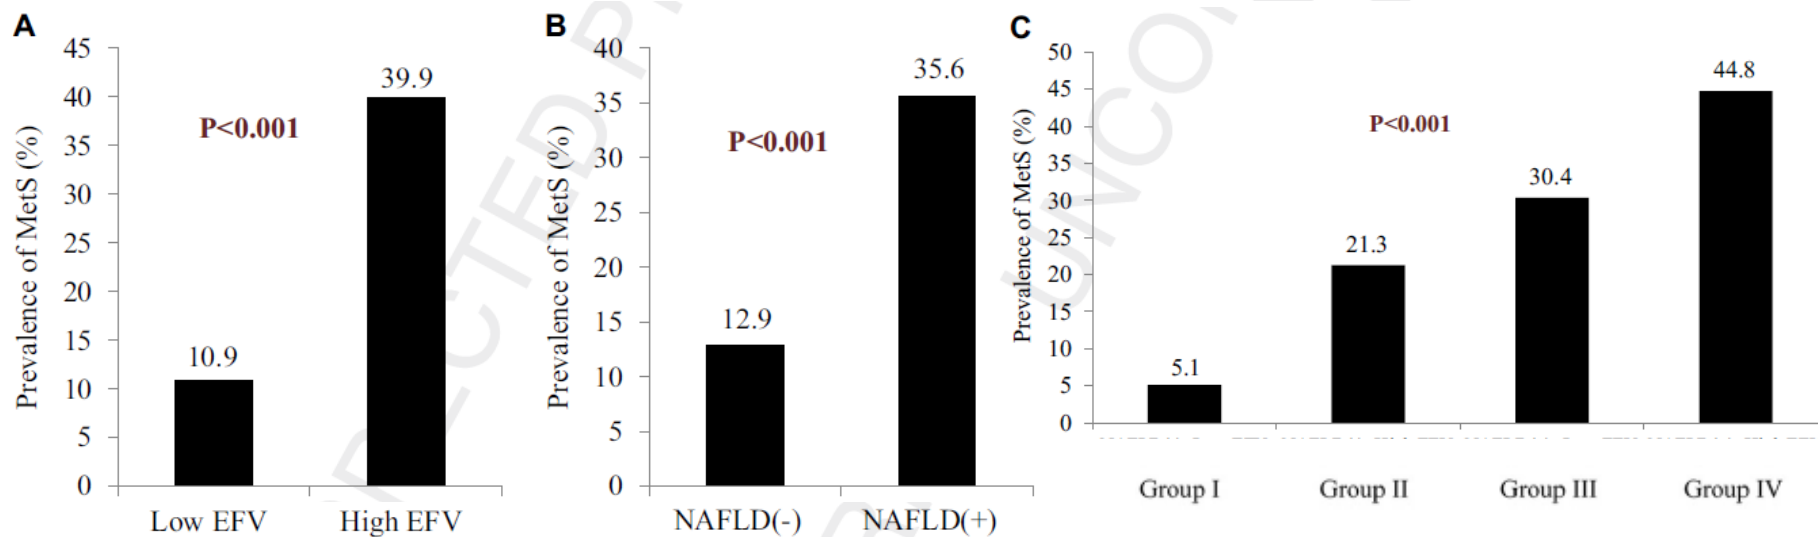 A
Prevalence of MetS (%)
45
40
35
30
25
20
15
10
5
0
P<0.001
10.9
39.9
Low EFV
High EFV
B
Prevalence of MetS (%)
40
35
30
25
20
15
10
5
0
P<0.001
12.9
35.6
NAFLD(-)
NAFLD(+)
C
Prevalence of MetS (%)
50
45
40
35
30
25
20
15
10
5
0
P<0.001
5.1
21.3
30.4
44.8
Group I
Group II
Group III
Group IV